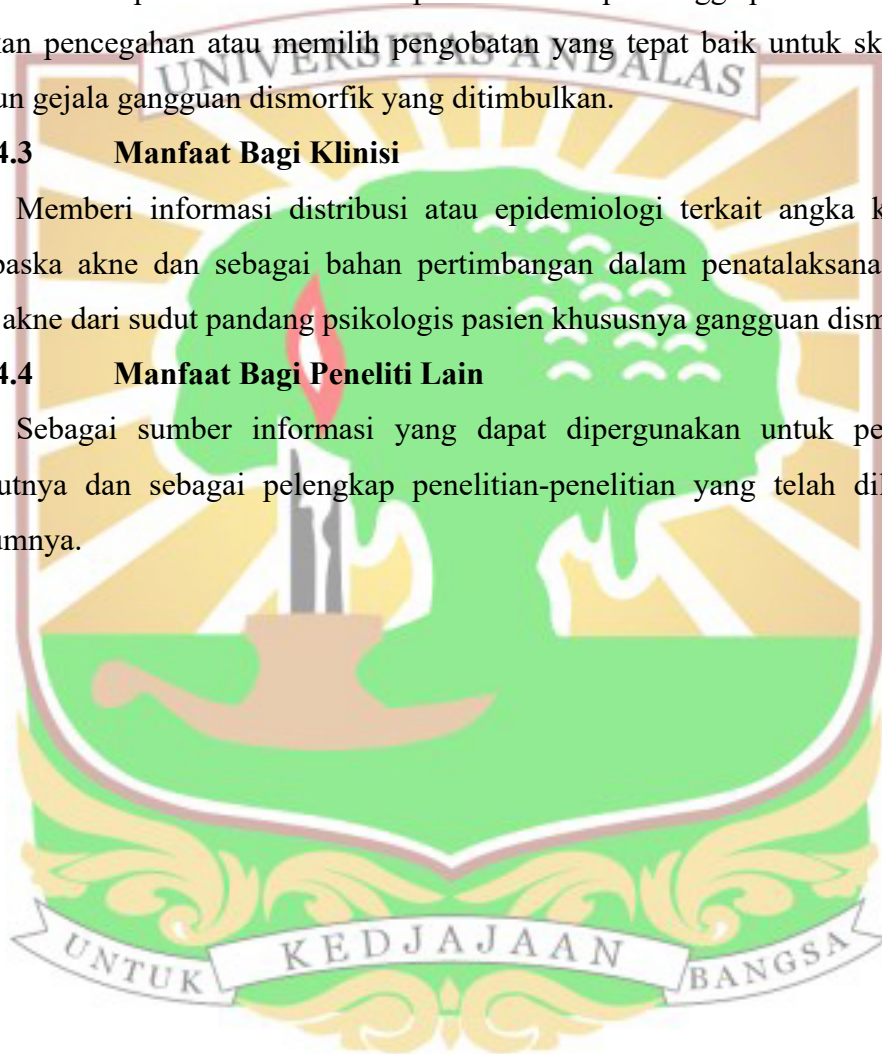 kan pencegahan atau memilih pengobatan yang tepat baik untuk sk
UNIVERSITAS ANDALAS
un gejala gangguan dismorfik yang ditimbulkan.
4.3 Manfaat Bagi Klinisi
Memberi informasi distribusi atau epidemiologi terkait angka k
paska akne dan sebagai bahan pertimbangan dalam penatalaksana
akne dari sudut pandang psikologis pasien khususnya gangguan dism
4.4 Manfaat Bagi Peneliti Lain
Sebagai sumber informasi yang dapat dipergunakan untuk pe
utnya dan sebagai pelengkap penelitian-penelitian yang telah dil
umnya.
UNTUK KEDJAJAAN BANGSA